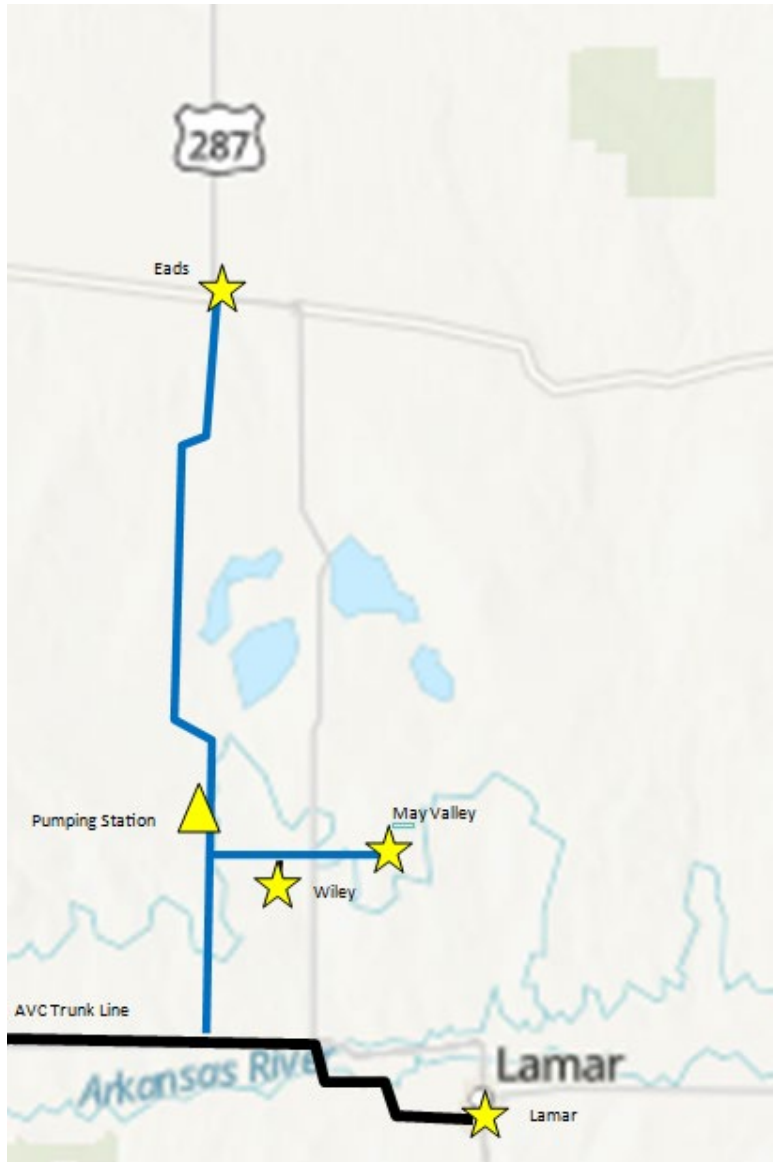 287
Eads
Pumping Station
May Valley
Wiley
AVC Trunk Line
Arkansas River
Lamar
Lamar